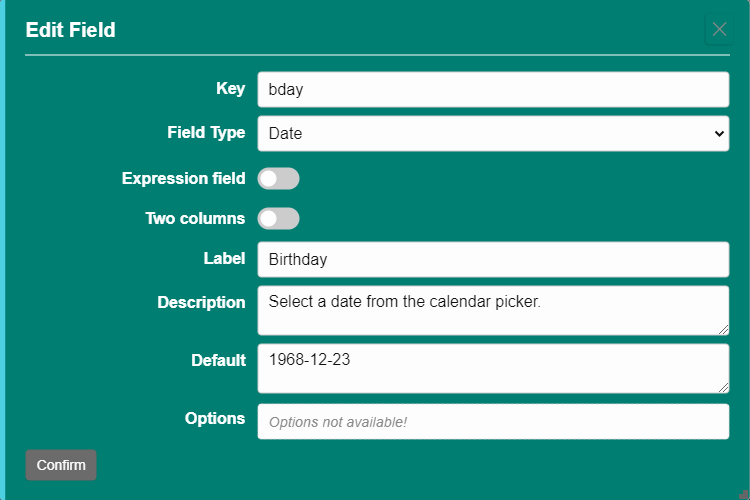 Edit Field
Key bday
Field Type Date
Expression field
Two columns
Label Birthday
Description Select a date from the calendar picker.
Default 1968-12-23
Options Options not available!
Confirm